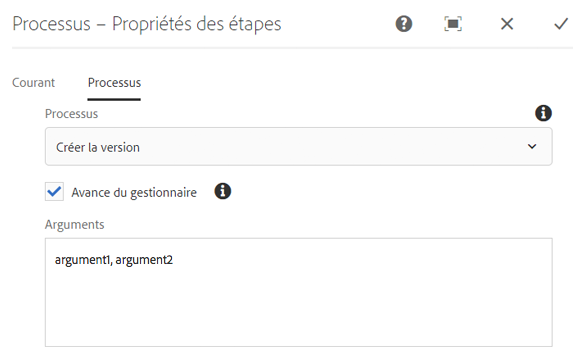 Processus – Propriétés des étapes
Courant
Processus
Processus
Créer la version
Avance du gestionnaire
Arguments
argument1, argument2